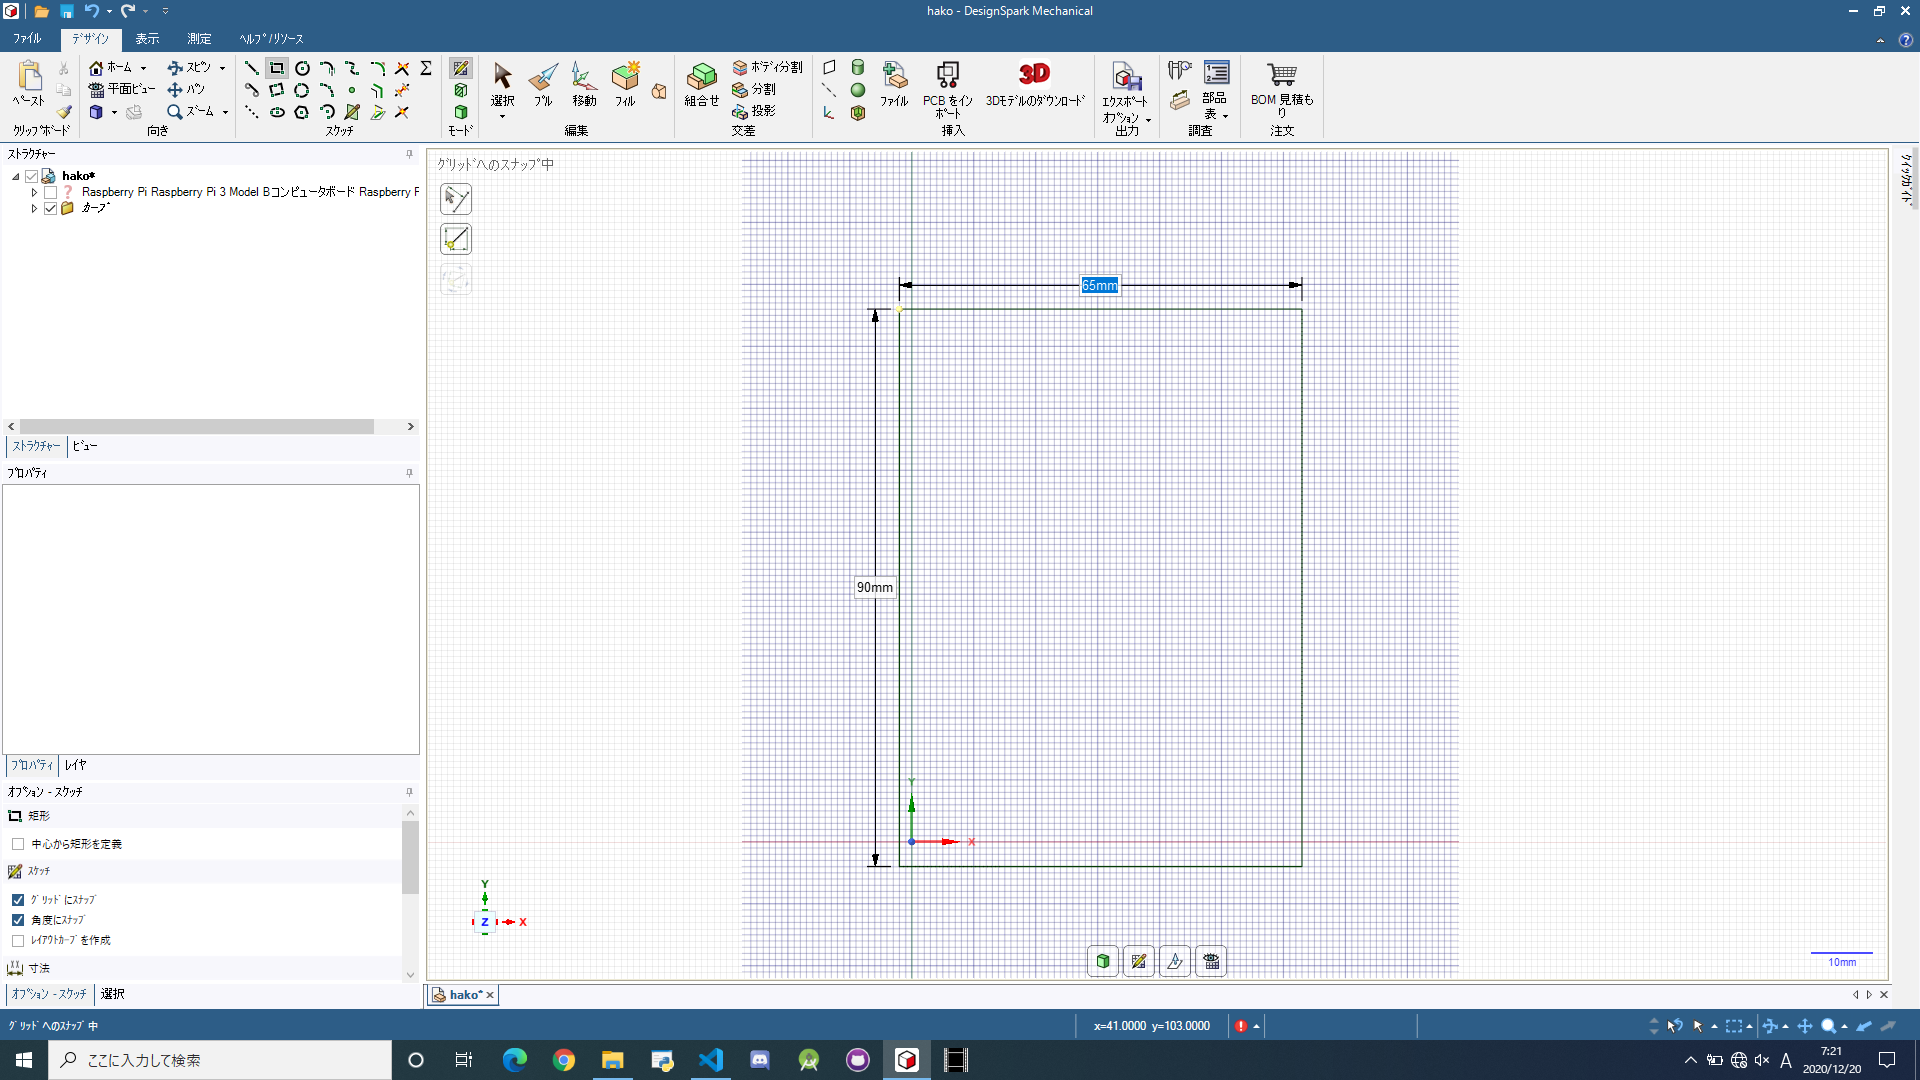 hako - DesignSpark Mechanical
ﾌｧｲﾙ デザイン 表示 測定 ﾍﾙﾌﾟ/ﾘｿｰｽ
ﾎｰﾑ ｽﾋﾟﾝ
平面ﾋﾞｭｰ ﾊﾟﾝ
ｽﾞｰﾑ
ﾍﾟｰｽﾄ
選択 ﾌﾟﾙ 移動 ﾌｨﾙ
組合せ
ﾎﾞﾃﾞｨ分割
分割
投影
ﾌｧｲﾙ
PCB をｲﾝﾎﾟｰﾄ
3D
3Dﾓﾃﾞﾙのﾀﾞｳﾝﾛｰﾄﾞ
ｴｸｽﾎﾟｰﾄ ｵﾌﾟｼｮﾝ
部品表
BOM 見積もり
ｸﾘｯﾌﾟﾎﾞｰﾄﾞ 向き ｽｹｯﾁ ﾓｰﾄﾞ 編集 交差 挿入 出力 調査 注文
ｽﾄﾗｸﾁｬｰ
hako*
Raspberry Pi Raspberry Pi 3 Model Bｺﾝﾋﾟｭｰﾀﾎﾞｰﾄﾞ Raspberry F
ｶｰﾌﾞ
ｽﾄﾗｸﾁｬｰ ﾋﾞｭｰ
ﾌﾟﾛﾊﾟﾃｨ
ﾌﾟﾛﾊﾟﾃｨ ﾚｲﾔ
ｵﾌﾟｼｮﾝ - ｽｹｯﾁ
矩形
中心から矩形を定義
ｽｹｯﾁ
ｸﾞﾘｯﾄﾞにｽﾅｯﾌﾟ
角度にｽﾅｯﾌﾟ
ﾚｲｱｳﾄｶｰﾌﾞを作成
寸法
ｵﾌﾟｼｮﾝ - ｽｹｯﾁ 選択
ｸﾞﾘｯﾄﾞへのｽﾅｯﾌﾟ中
65mm
90mm
Y
X
Y
Z X
10mm
ｸｲｯｸｶﾞｲﾄﾞ
hako*
ｸﾞﾘｯﾄﾞへのｽﾅｯﾌﾟ中
x=41.0000 y=103.0000
ここに入力して検索
A
7:21
2020/12/20